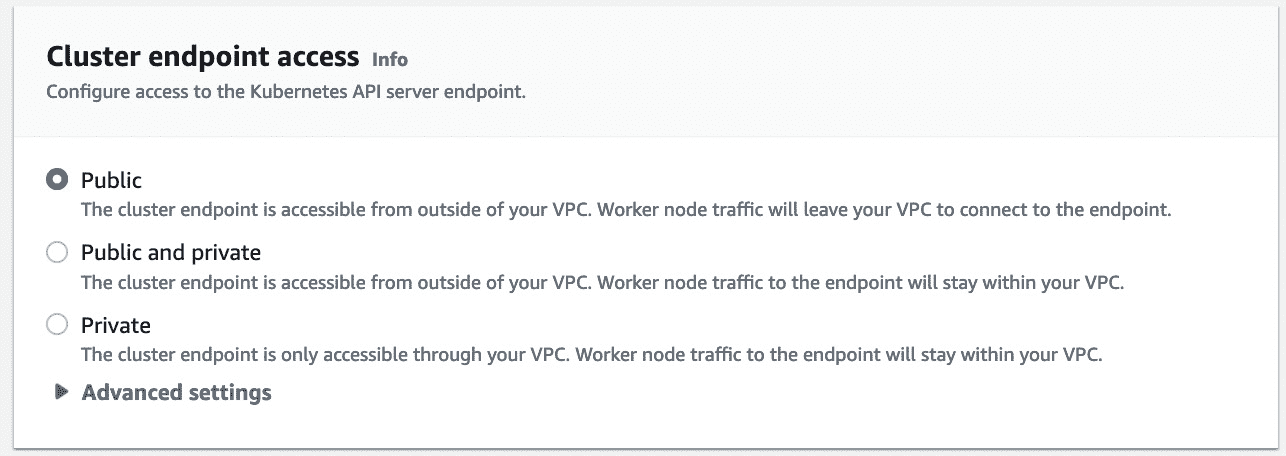 Cluster endpoint access Info
Configure access to the Kubernetes API server endpoint.
Public
The cluster endpoint is accessible from outside of your VPC. Worker node traffic will leave your VPC to connect to the endpoint.
Public and private
The cluster endpoint is accessible from outside of your VPC. Worker node traffic to the endpoint will stay within your VPC.
Private
The cluster endpoint is only accessible through your VPC. Worker node traffic to the endpoint will stay within your VPC.
Advanced settings